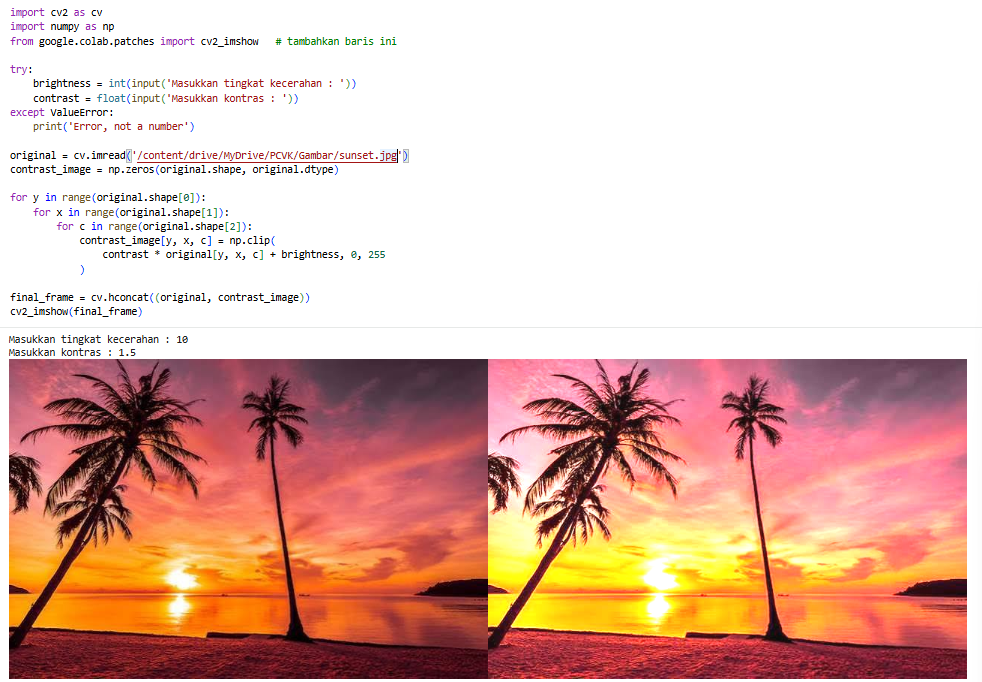 import cv2 as cv
import numpy as np
from google.colab.patches import cv2_imshow   # tambahkan baris ini

try:
    brightness = int(input('Masukkan tingkat kecerahan : '))
    contrast = float(input('Masukkan kontras : '))
except ValueError:
    print('Error, not a number')

original = cv.imread('/content/drive/MyDrive/PCVK/Gambar/sunset.jpg')
contrast_image = np.zeros(original.shape, original.dtype)

for y in range(original.shape[0]):
    for x in range(original.shape[1]):
        for c in range(original.shape[2]):
            contrast_image[y, x, c] = np.clip(
                contrast * original[y, x, c] + brightness, 0, 255
            )

final_frame = cv.hconcat((original, contrast_image))
cv2_imshow(final_frame)
Masukkan tingkat kecerahan : 10
Masukkan kontras : 1.5